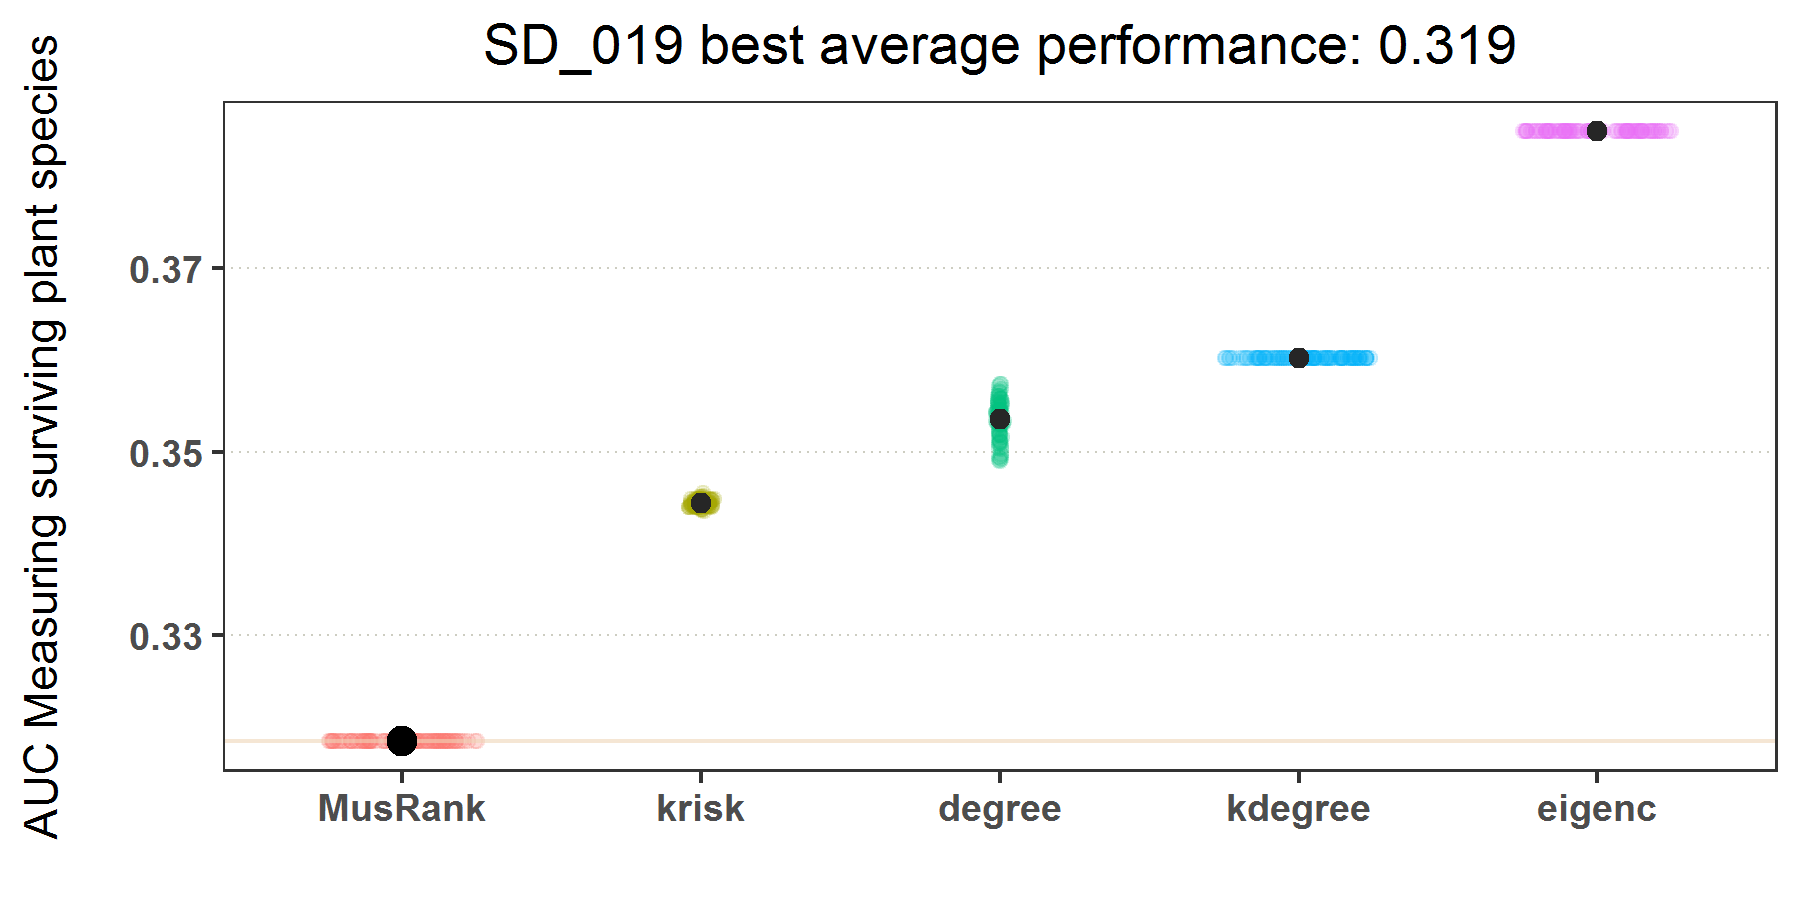 SD_019 best average performance: 0.319
AUC Measuring surviving plant species
0.37
0.35
0.33
MusRank krisk degree kdegree eigenc